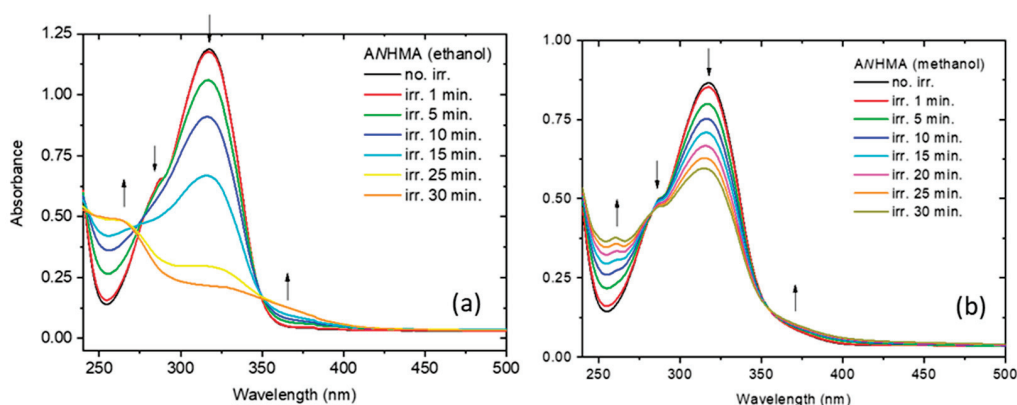 1.25
1.00
0.75
0.50
0.25
0.00
Absorbance
250 300 350 400 450 500
Wavelength (nm)
ANHMA (ethanol)
no. irr.
irr. 1 min.
irr. 5 min.
irr. 10 min.
irr. 15 min.
irr. 25 min.
irr. 30 min.
(a)
1.00
0.75
0.50
0.25
0.00
250 300 350 400 450 500
Wavelength (nm)
ANHMA (methanol)
no. irr.
irr. 1 min.
irr. 5 min.
irr. 10 min.
irr. 15 min.
irr. 20 min.
irr. 25 min.
irr. 30 min.
(b)